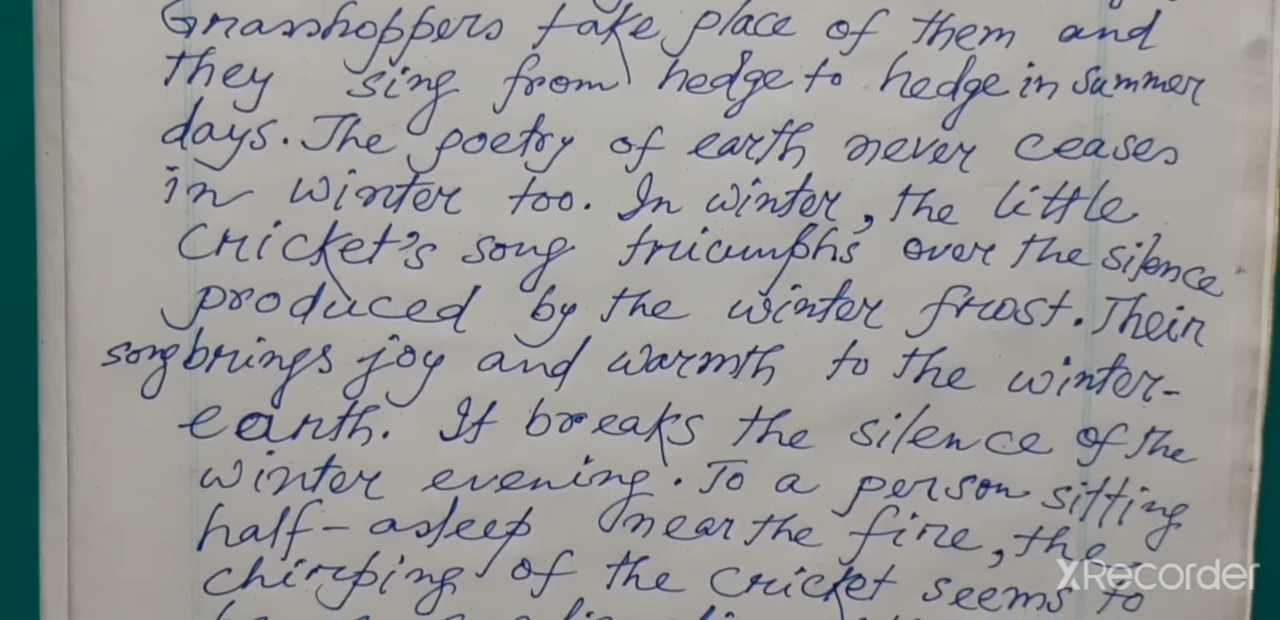 Grasshoppers take place of them and
they sing from hedge to hedge in summer
days. The poetry of earth never ceases
in winter too. In winter, the little
Cricket's song triumphs over the silence
produced by the winter frost. Their
song brings joy and warmth to the winter-
earth. It breaks the silence of the
winter evening. To a person sitting
half-asleep near the fire, the
chirping of the cricket seems to
XRecorder